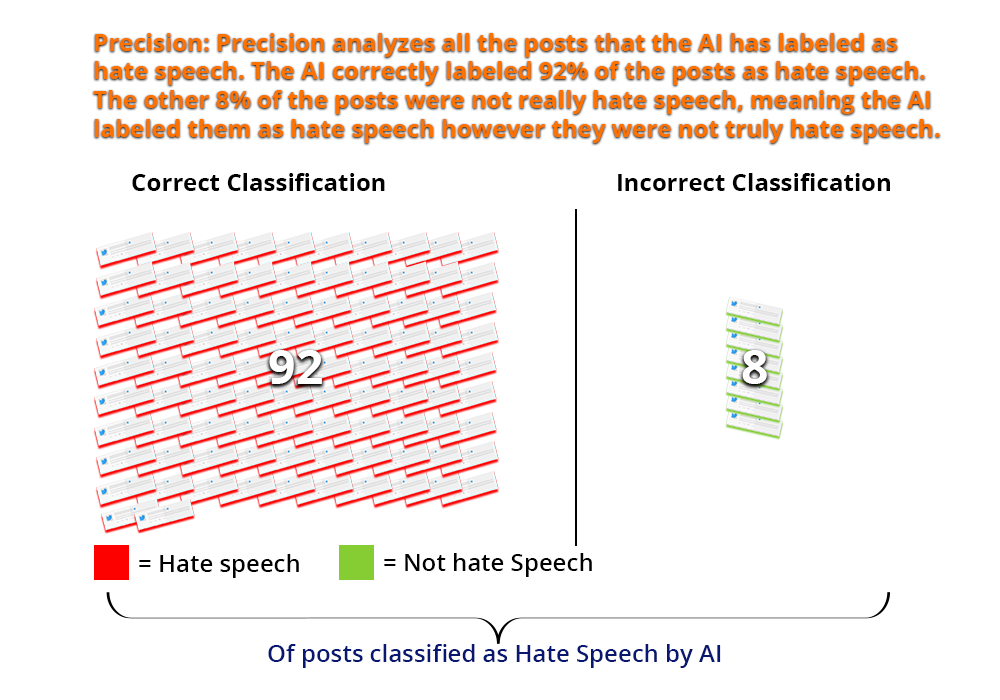 Precision: Precision analyzes all the posts that the AI has labeled as
hate speech. The AI correctly labeled 92% of the posts as hate speech.
The other 8% of the posts were not really hate speech, meaning the AI
labeled them as hate speech however they were not truly hate speech.
Correct Classification
Incorrect Classification
92
8
= Hate speech
= Not hate Speech
Of posts classified as Hate Speech by AI